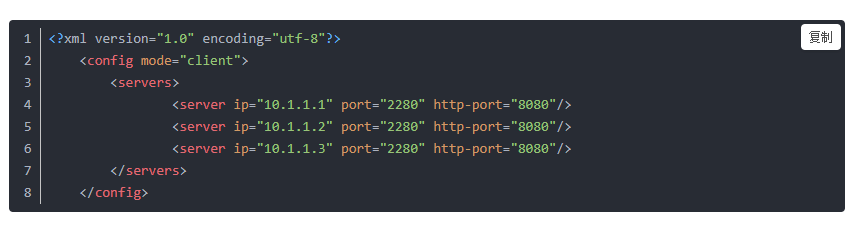 复制
1 <?xml version="1.0" encoding="utf-8"?>
2 <config mode="client">
3 <servers>
4 <server ip="10.1.1.1" port="2280" http-port="8080"/>
5 <server ip="10.1.1.2" port="2280" http-port="8080"/>
6 <server ip="10.1.1.3" port="2280" http-port="8080"/>
7 </servers>
8 </config>